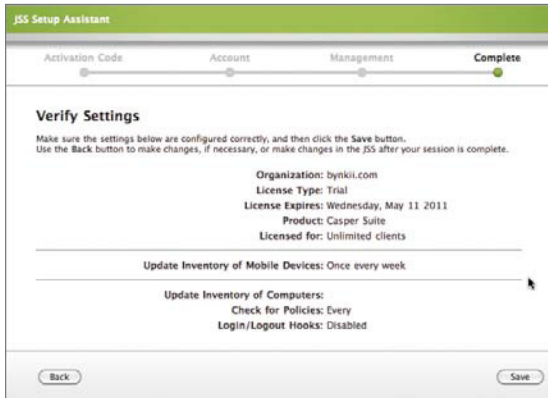 JSS Setup Assistant
Activation Code Account Management Complete
Verify Settings
Make sure the settings below are configured correctly, and then click the Save button.
Use the Back button to make changes, if necessary, or make changes in the JSS after your session is complete.
Organization: bynkii.com
License Type: Trial
License Expires: Wednesday, May 11 2011
Product: Casper Suite
Licensed for: Unlimited clients
Update Inventory of Mobile Devices: Once every week
Update Inventory of Computers:
Check for Policies: Every
Login/Logout Hooks: Disabled
Back Save